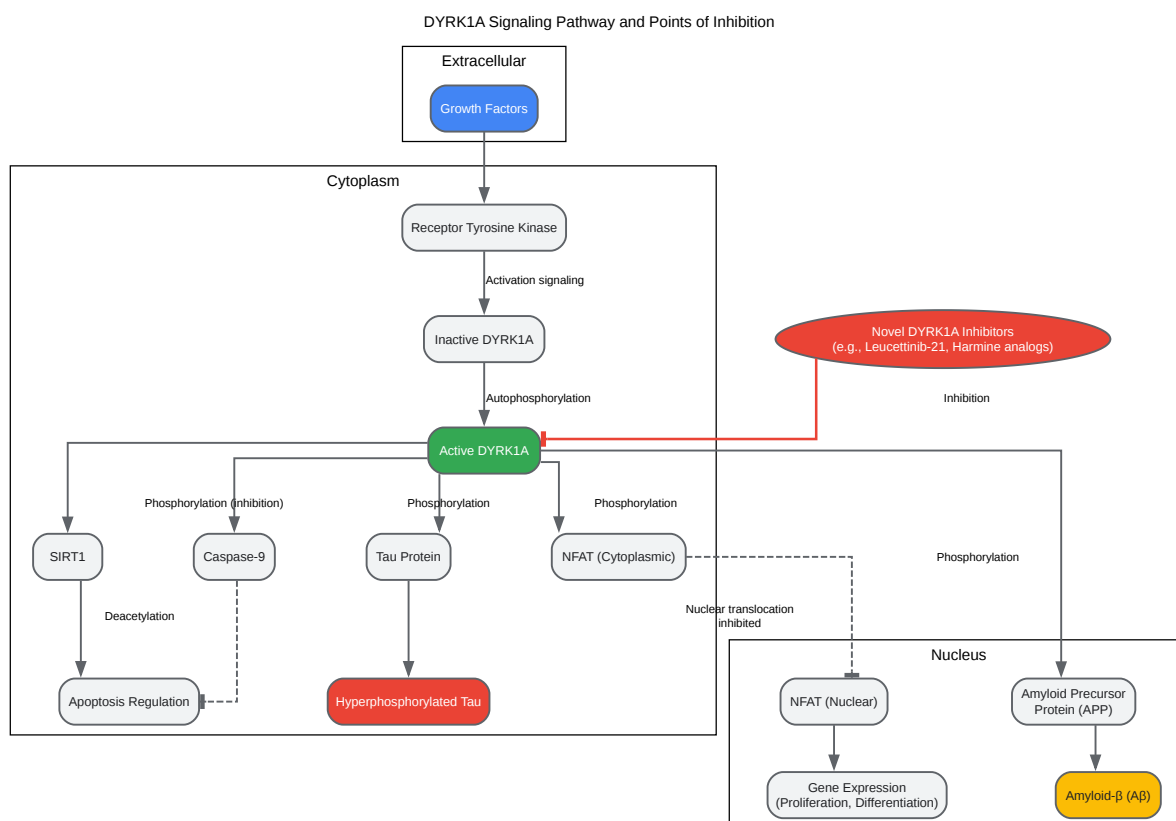 DYRK1A Signaling Pathway and Points of Inhibition
Extracellular
Growth Factors
Cytoplasm
Receptor Tyrosine Kinase
Activation signaling
Inactive DYRK1A
Novel DYRK1A Inhibitors
(e.g., Leucettinib-21, Harmine analogs)
Autophosphorylation
Inhibition
Active DYRK1A
Phosphorylation (inhibition)
Phosphorylation
Phosphorylation
SIRT1
Caspase-9
Tau Protein
NFAT (Cytoplasmic)
Phosphorylation
Deacetylation
Nuclear translocation
inhibited
Nucleus
Apoptosis Regulation
Hyperphosphorylated Tau
NFAT (Nuclear)
Amyloid Precursor
Protein (APP)
Gene Expression
(Proliferation, Differentiation)
Amyloid-β (Aβ)